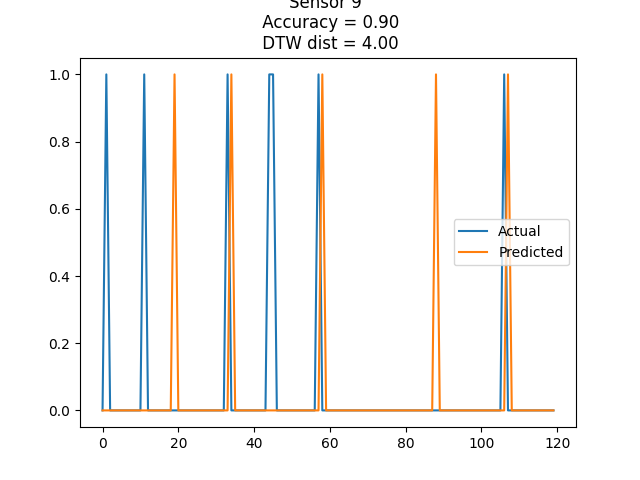 Sensor 9
Accuracy = 0.90
DTW dist = 4.00
1.0
0.8
0.6
0.4
0.2
0.0
Actual
Predicted
0 20 40 60 80 100 120